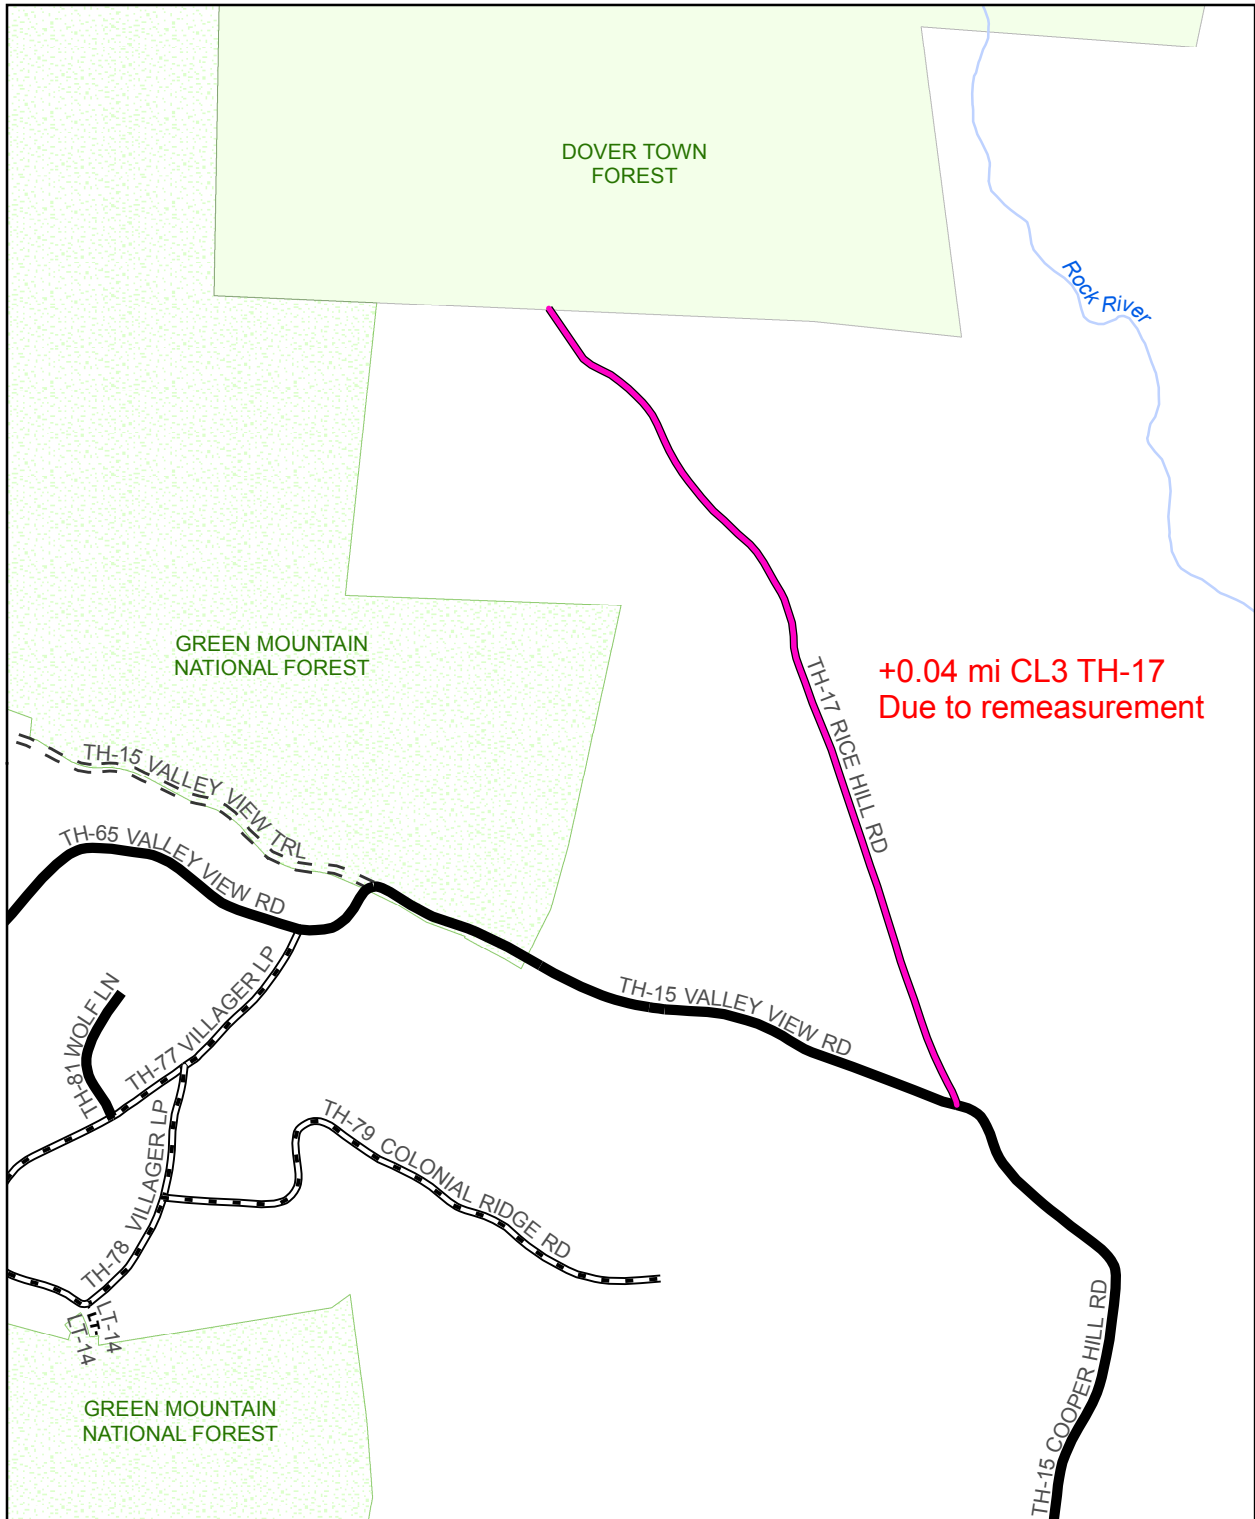 DOVER TOWN
FOREST
Rock River
GREEN MOUNTAIN
NATIONAL FOREST
+0.04 mi CL3 TH-17
Due to remeasurement
TH-17 RICE HILL RD
TH-15 VALLEY VIEW TRL
TH-65 VALLEY VIEW RD
TH-15 VALLEY VIEW RD
TH-81 WOLF LN
TH-77 VILLAGER LP
TH-78 VILLAGER LP
TH-79 COLONIAL RIDGE RD
LT-14
LT-14
TH-15 COOPER HILL RD
GREEN MOUNTAIN
NATIONAL FOREST